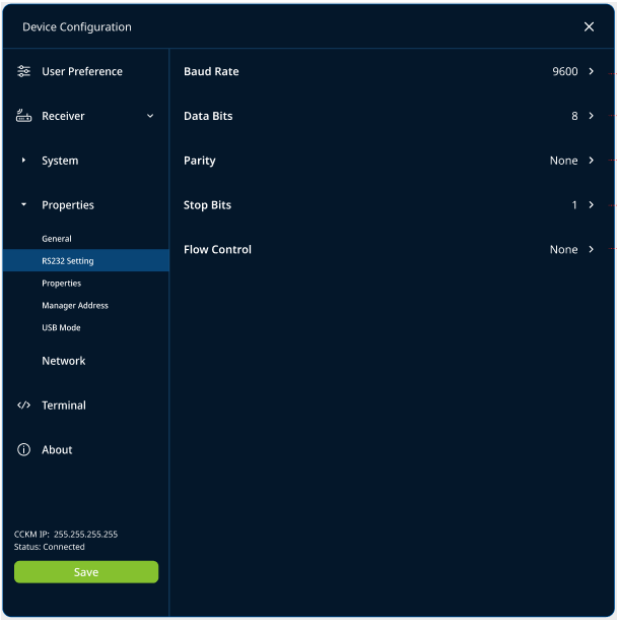 Device Configuration
User Preference
Receiver
System
Properties
General
RS232 Setting
Properties
Manager Address
USB Mode
Network
Terminal
About
CCKM IP: 255.255.255.255
Status: Connected
Save
Baud Rate 9600
Data Bits 8
Parity None
Stop Bits 1
Flow Control None